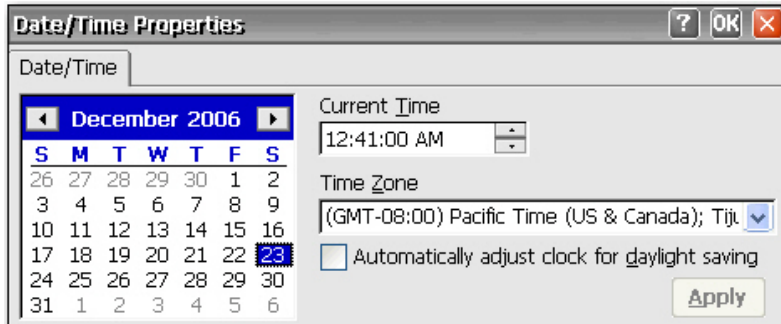 Date/Time Properties ? OK X
Date/Time
December 2006
S M T W T F S
26 27 28 29 30 1 2
3 4 5 6 7 8 9
10 11 12 13 14 15 16
17 18 19 20 21 22 23
24 25 26 27 28 29 30
31 1 2 3 4 5 6
Current Time
12:41:00 AM
Time Zone
(GMT-08:00) Pacific Time (US & Canada); Tiju
Automatically adjust clock for daylight saving
Apply